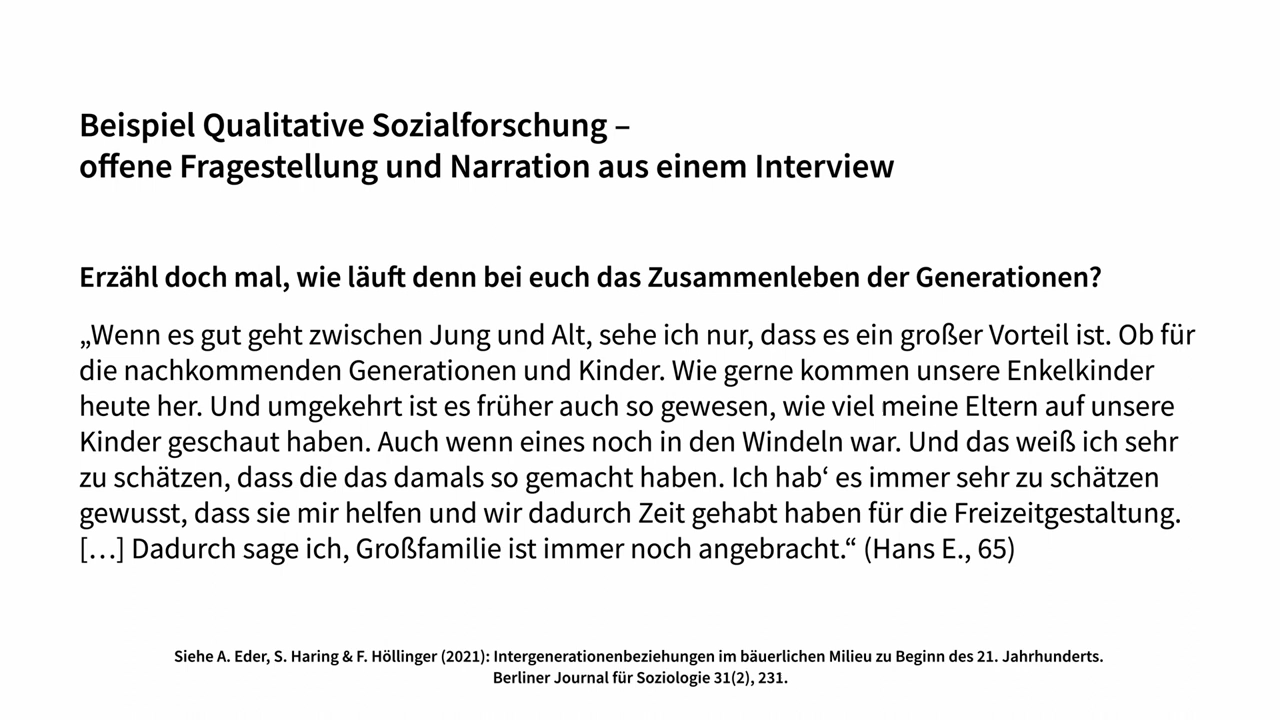 Beispiel Qualitative Sozialforschung –
offene Fragestellung und Narration aus einem Interview
Erzähl doch mal, wie läuft denn bei euch das Zusammenleben der Generationen?
„Wenn es gut geht zwischen Jung und Alt, sehe ich nur, dass es ein großer Vorteil ist. Ob für
die nachkommenden Generationen und Kinder. Wie gerne kommen unsere Enkelkinder
heute her. Und umgekehrt ist es früher auch so gewesen, wie viel meine Eltern auf unsere
Kinder geschaut haben. Auch wenn eines noch in den Windeln war. Und das weiß ich sehr
zu schätzen, dass die das damals so gemacht haben. Ich hab‘ es immer sehr zu schätzen
gewusst, dass sie mir helfen und wir dadurch Zeit gehabt haben für die Freizeitgestaltung.
[…] Dadurch sage ich, Großfamilie ist immer noch angebracht.“ (Hans E., 65)
Siehe A. Eder, S. Haring & F. Höllinger (2021): Intergenerationenbeziehungen im bäuerlichen Milieu zu Beginn des 21. Jahrhunderts.
Berliner Journal für Soziologie 31(2), 231.